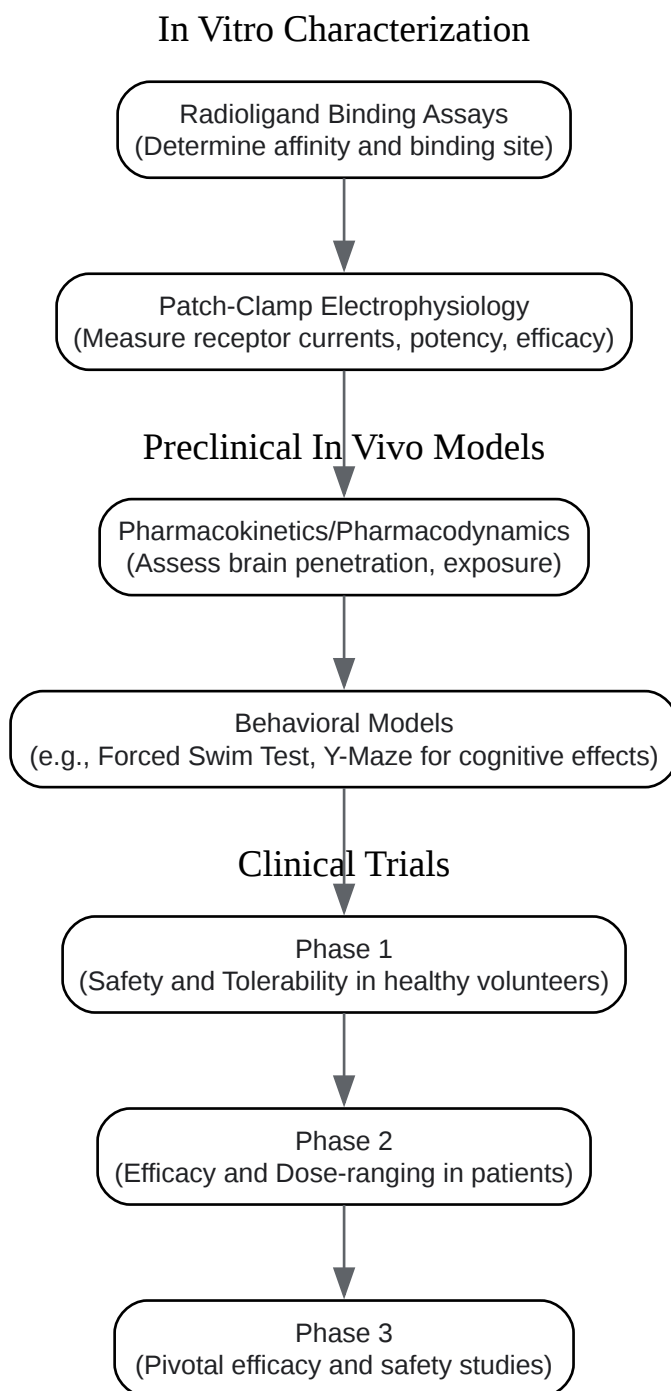 In Vitro Characterization
Radioligand Binding Assays
(Determine affinity and binding site)
Patch-Clamp Electrophysiology
(Measure receptor currents, potency, efficacy)
Preclinical In Vivo Models
Pharmacokinetics/Pharmacodynamics
(Assess brain penetration, exposure)
Behavioral Models
(e.g., Forced Swim Test, Y-Maze for cognitive effects)
Clinical Trials
Phase 1
(Safety and Tolerability in healthy volunteers)
Phase 2
(Efficacy and Dose-ranging in patients)
Phase 3
(Pivotal efficacy and safety studies)